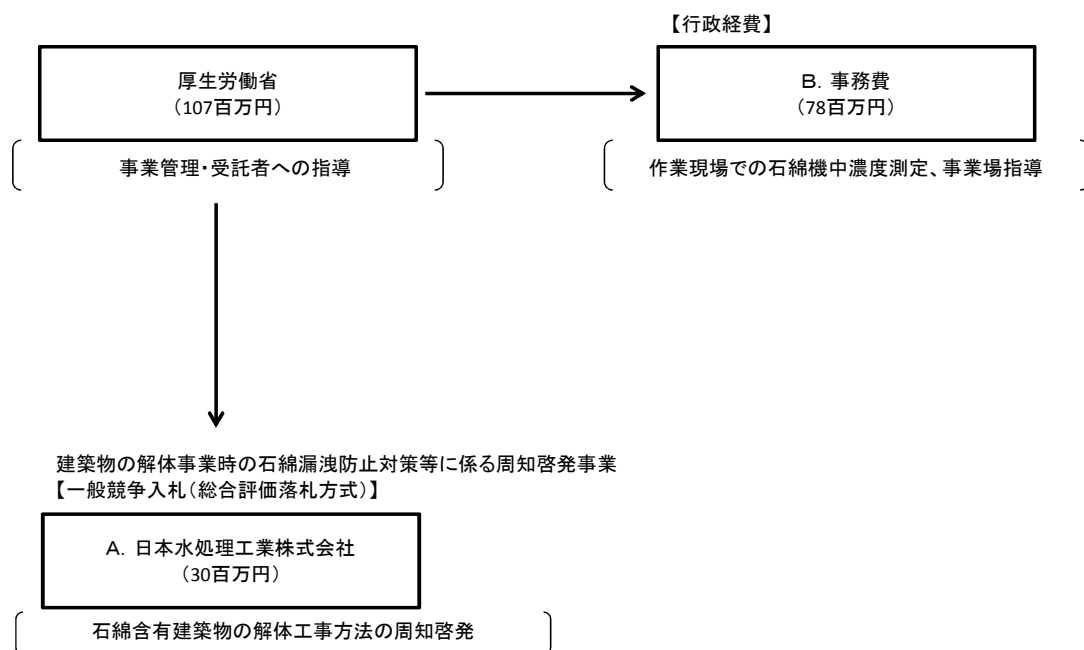 【行政経費】
厚生労働省
（107百万円）
B．事務費
（78百万円）
事業管理・受託者への指導
作業現場での石綿機中濃度測定、事業場指導
建築物の解体事業時の石綿漏洩防止対策等に係る周知啓発事業
【一般競争入札（総合評価落札方式）】
A．日本水処理工業株式会社
（30百万円）
石綿含有建築物の解体工事方法の周知啓発